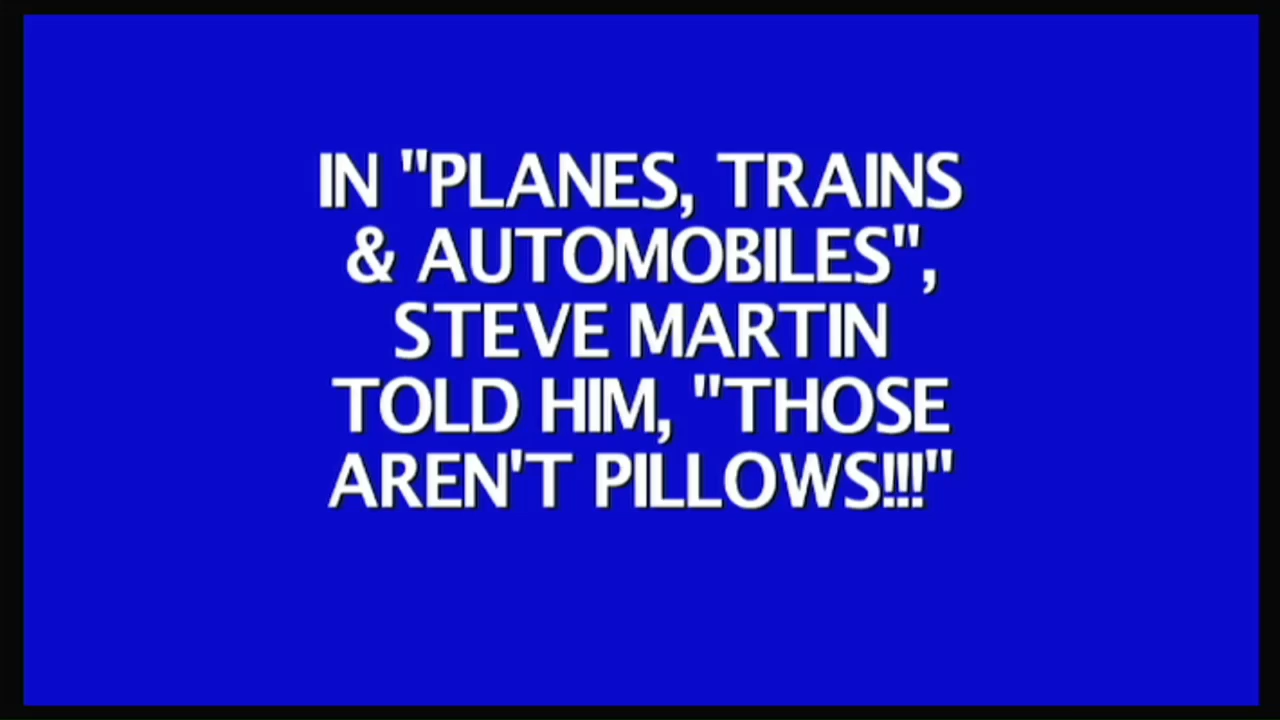 IN "PLANES, TRAINS
& AUTOMOBILES",
STEVE MARTIN
TOLD HIM, "THOSE
AREN'T PILLOWS!!!"